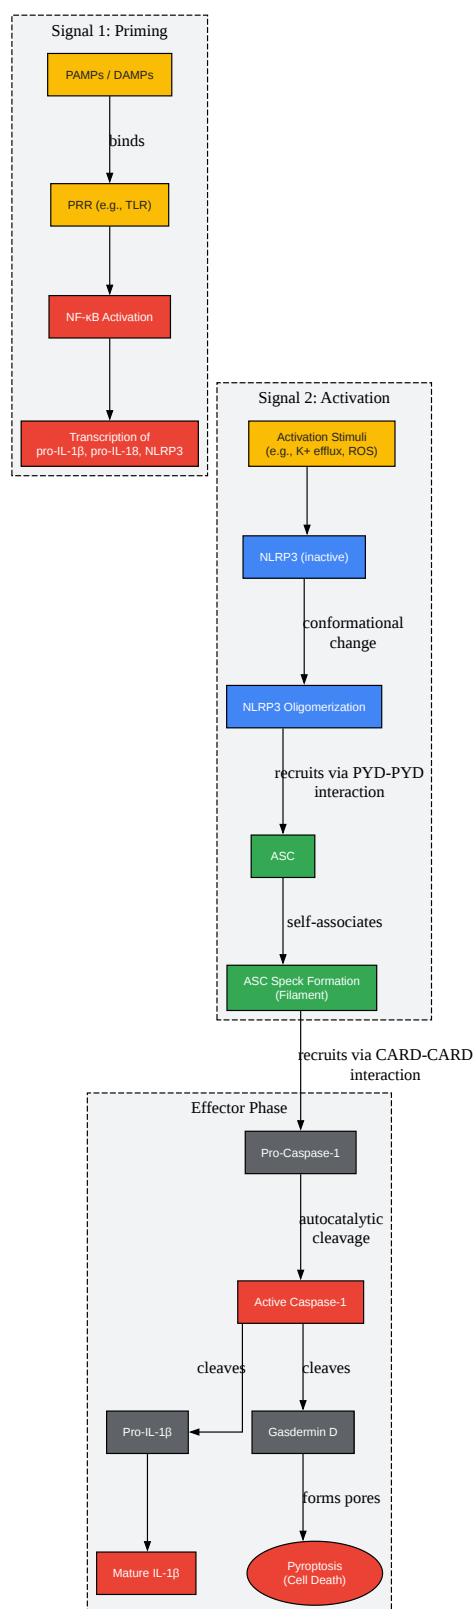 Signal 1: Priming
PAMPs / DAMPs
binds
PRR (e.g., TLR)
NF-κB Activation
Transcription of
pro-IL-1β, pro-IL-18, NLRP3
Signal 2: Activation
Activation Stimuli
(e.g., K+ efflux, ROS)
NLRP3 (inactive)
conformational
change
NLRP3 Oligomerization
recruits via PYD-PYD
interaction
ASC
self-associates
ASC Speck Formation
(Filament)
recruits via CARD-CARD
interaction
Effector Phase
Pro-Caspase-1
autocatalytic
cleavage
Active Caspase-1
cleaves
cleaves
Pro-IL-1β
Gasdermin D
forms pores
Mature IL-1β
Pyroptosis
(Cell Death)